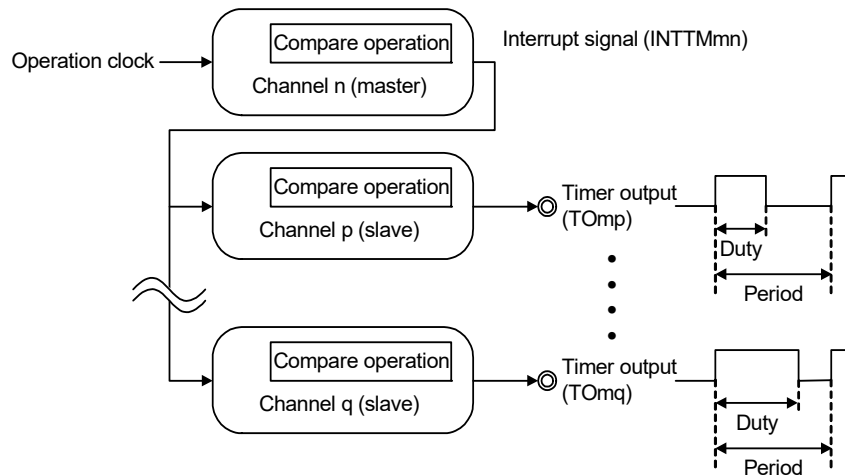 Compare operation
Interrupt signal (INTTMmn)
Operation clock
Channel n (master)
Compare operation
Channel p (slave)
Timer output
(TOmp)
Duty
Period
Compare operation
Channel q (slave)
Timer output
(TOmq)
Duty
Period